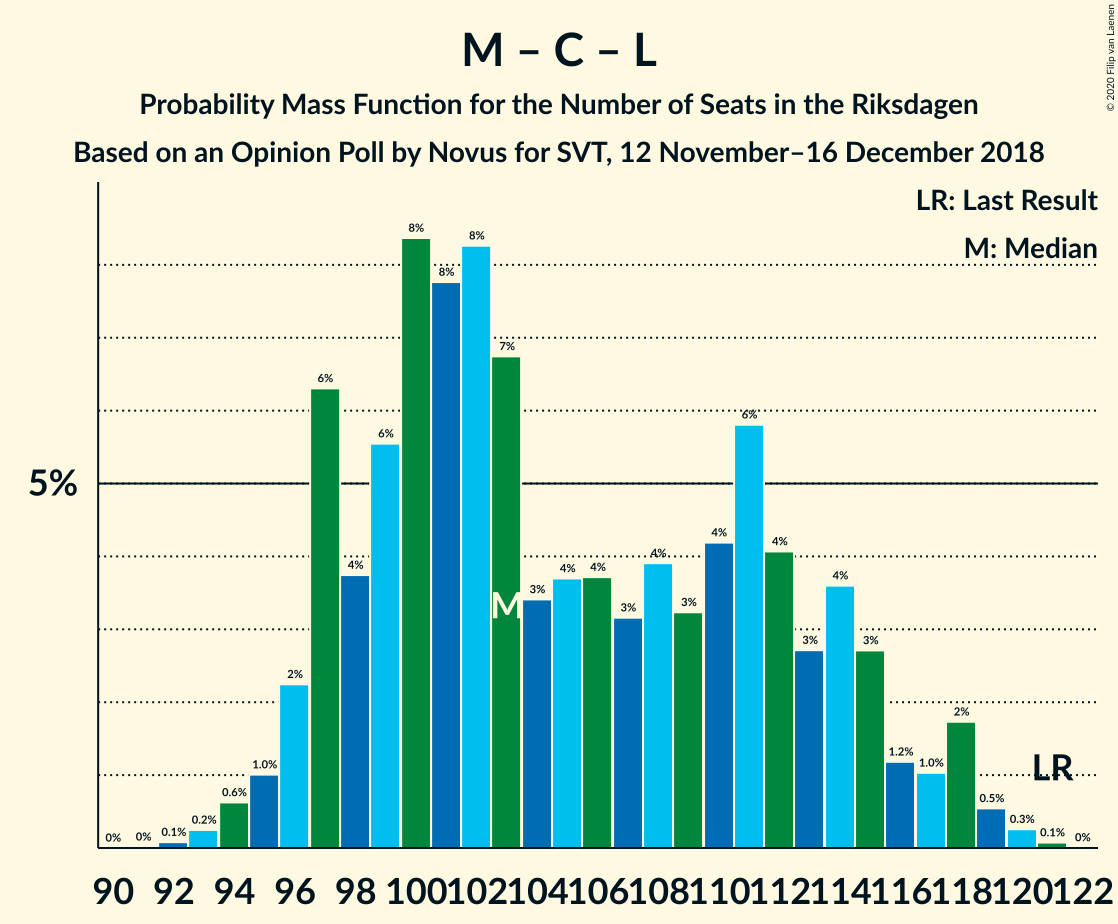 © 2020 Filip van Laenen
M – C – L
Probability Mass Function for the Number of Seats in the Riksdagen
Based on an Opinion Poll by Novus for SVT, 12 November–16 December 2018
LR: Last Result
M: Median
5%
0% 0% 0.1% 0.2% 0.6% 1.0% 2% 6% 4% 6% 8% 8% 8% 7% 3% 4% 4% 3% 4% 3% 4% 6% 4% 3% 4% 3% 1.2% 1.0% 2% 0.5% 0.3% 0.1% 0%
M
LR
90 92 94 96 98 100 102 104 106 108 110 112 114 116 118 120 122